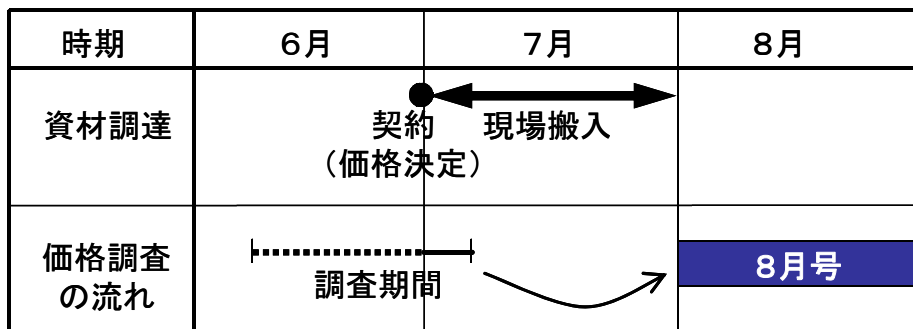 時期
6月
7月
8月
資材調達
契約
(価格決定)
現場搬入
価格調査
の流れ
調査期間
8月号